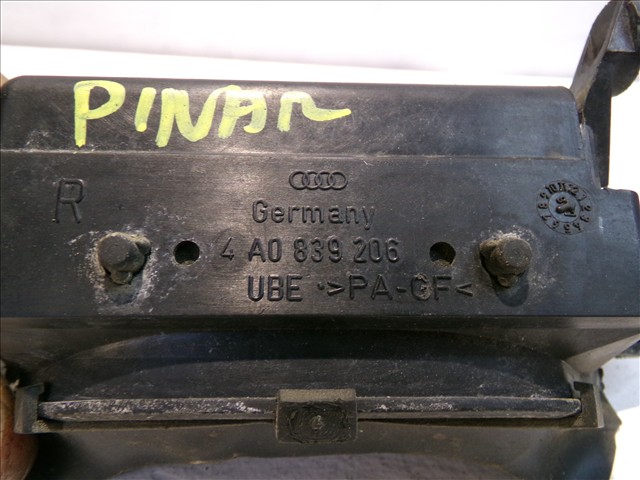 PINAR
R
Germany
4 A0 839 206
UBE >PA-GF<